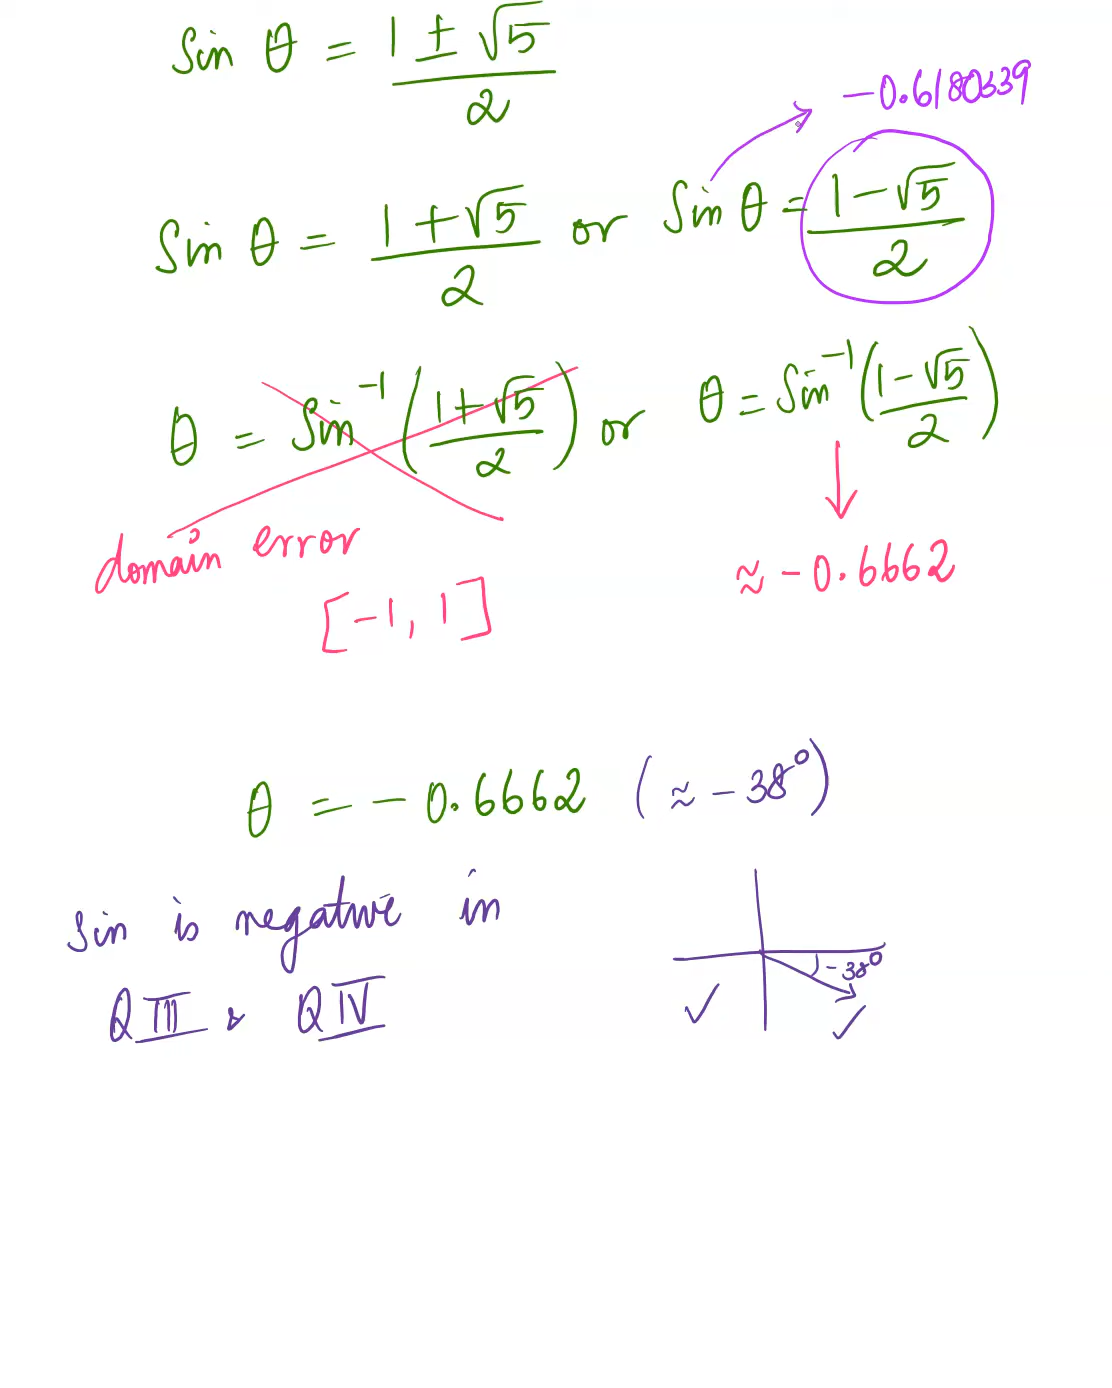 sin θ = (1 ± √5)/2
−0.6180339
sin θ = (1 + √5)/2 or sin θ = (1 − √5)/2
θ = sin⁻¹((1 + √5)/2) or θ = sin⁻¹((1 − √5)/2)
domain error
[−1, 1]
≈ −0.6662
θ = −0.6662 (≈ −38°)
sin is negative in
QIII & QIV
−38°